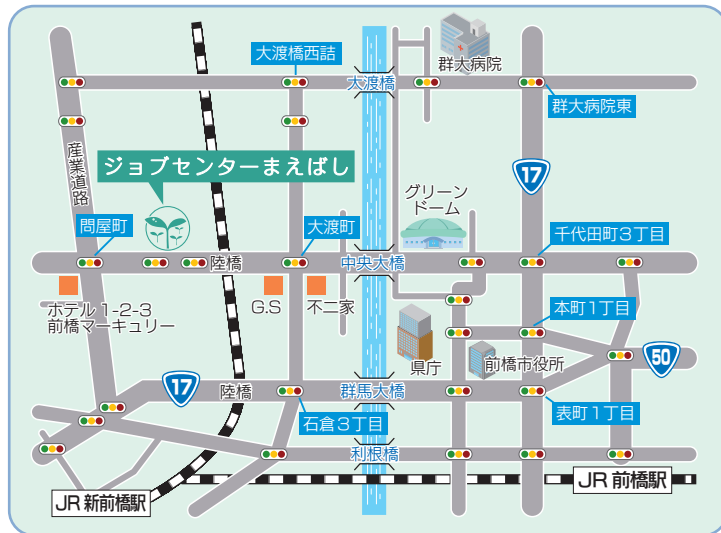 大渡橋西詰
群大病院
大渡橋
群大病院東
産業道路
ジョブセンターまえばし
17
グリーン
ドーム
問屋町
大渡町
千代田町3丁目
陸橋
中央大橋
ホテル 1-2-3
前橋マーキュリー
G.S
不二家
本町1丁目
県庁
前橋市役所
50
17
陸橋
群馬大橋
石倉3丁目
表町1丁目
利根橋
JR 新前橋駅
JR 前橋駅